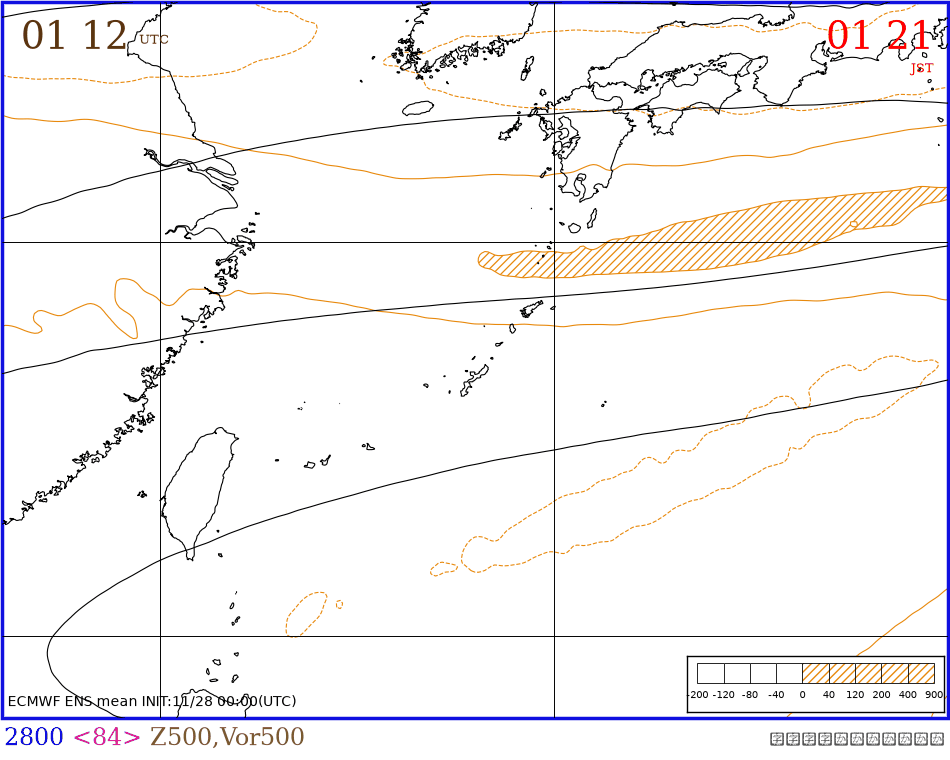 01 12 UTC
01 21
JST
-200 -120 -80 -40 0 40 120 200 400 900
ECMWF ENS mean INIT:11/28 00:00(UTC)
2800 <84> Z500,Vor500